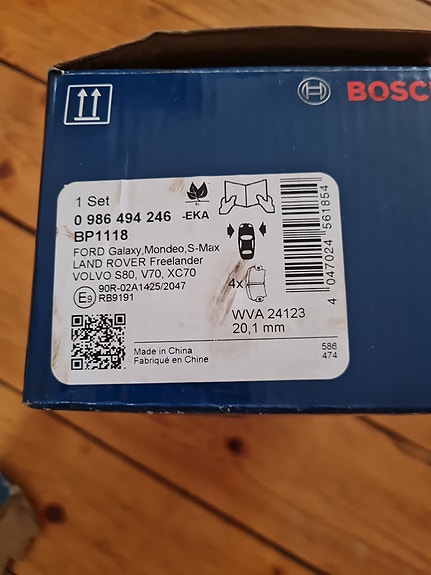 BOSCH
1 Set
0 986 494 246 -EKA
BP1118
FORD Galaxy,Mondeo,S-Max
LAND ROVER Freelander
VOLVO S80, V70, XC70
E9 90R-02A1425/2047
RB9191
N
4x
WVA 24123
20,1 mm
4 047024 561854
Made in China
Fabriqué en Chine
586
474